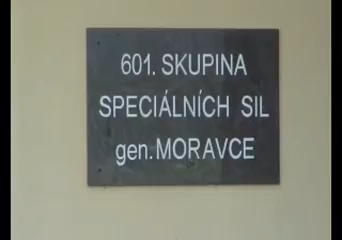 601. SKUPINA
SPECIÁLNÍCH SIL
gen. MORAVCE